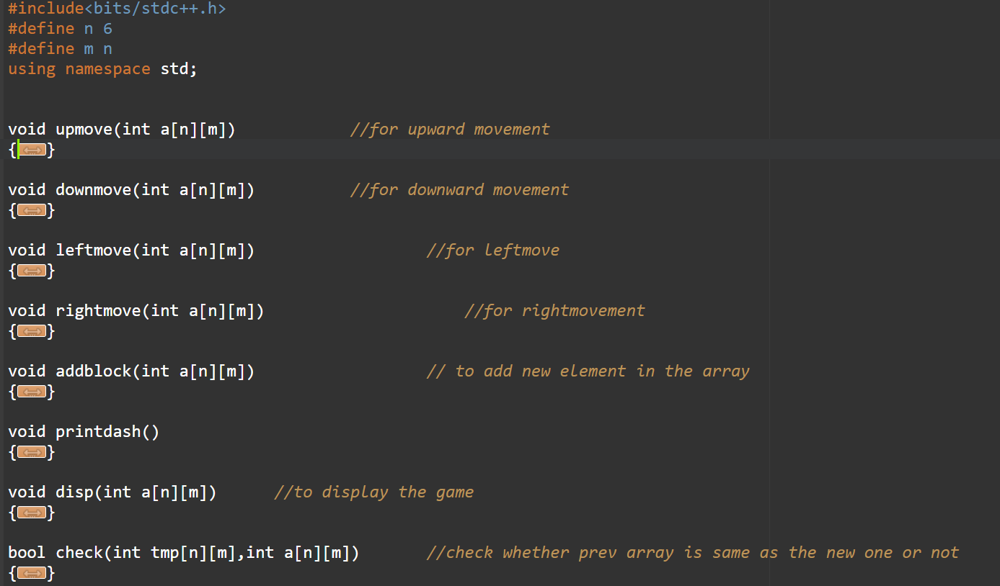 #include<bits/stdc++.h>
#define n 6
#define m n
using namespace std;
void upmove(int a[n][m]) //for upward movement
{}
void downmove(int a[n][m]) //for downward movement
{}
void leftmove(int a[n][m]) //for leftmove
{}
void rightmove(int a[n][m]) //for rightmovement
{}
void addblock(int a[n][m]) // to add new element in the array
{}
void printdash()
{}
void disp(int a[n][m]) //to display the game
{}
bool check(int tmp[n][m],int a[n][m]) //check whether prev array is same as the new one or not
{}